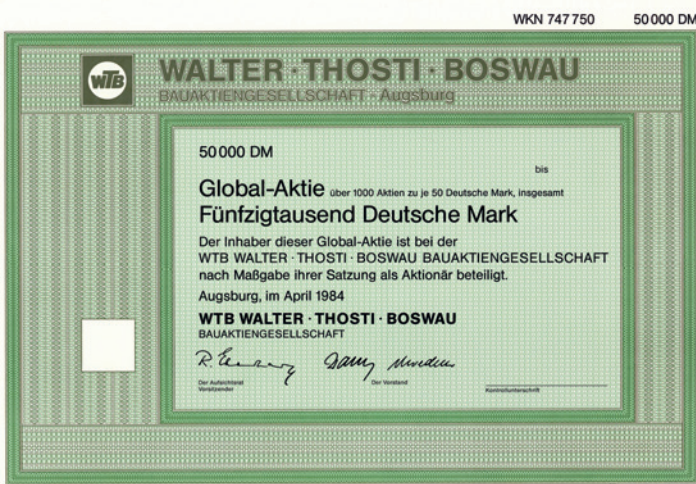 WKN 747 750 50 000 DM
WTB
WALTER · THOSTI · BOSWAU
BAUAKTIENGESELLSCHAFT - Augsburg
50 000 DM
bis
Global-Aktie über 1000 Aktien zu je 50 Deutsche Mark, insgesamt
Fünfzigtausend Deutsche Mark
Der Inhaber dieser Global-Aktie ist bei der
WTB WALTER · THOSTI · BOSWAU BAUAKTIENGESELLSCHAFT
nach Maßgabe ihrer Satzung als Aktionär beteiligt.
Augsburg, im April 1984
WTB WALTER · THOSTI · BOSWAU
BAUAKTIENGESELLSCHAFT
Der Aufsichtsrat
Vorsitzender
Der Vorstand
Kontrollunterschrift